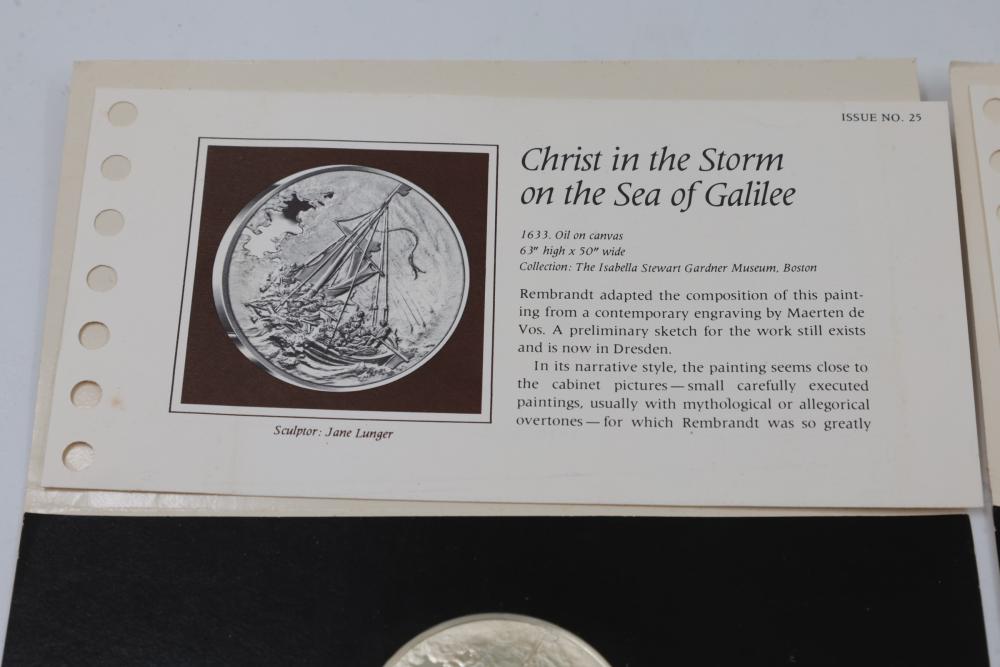 ISSUE NO. 25
Christ in the Storm
on the Sea of Galilee
1633. Oil on canvas
63" high x 50" wide
Collection: The Isabella Stewart Gardner Museum, Boston
Rembrandt adapted the composition of this paint-
ing from a contemporary engraving by Maerten de
Vos. A preliminary sketch for the work still exists
and is now in Dresden.
In its narrative style, the painting seems close to
the cabinet pictures—small carefully executed
paintings, usually with mythological or allegorical
overtones—for which Rembrandt was so greatly
Sculptor: Jane Lunger